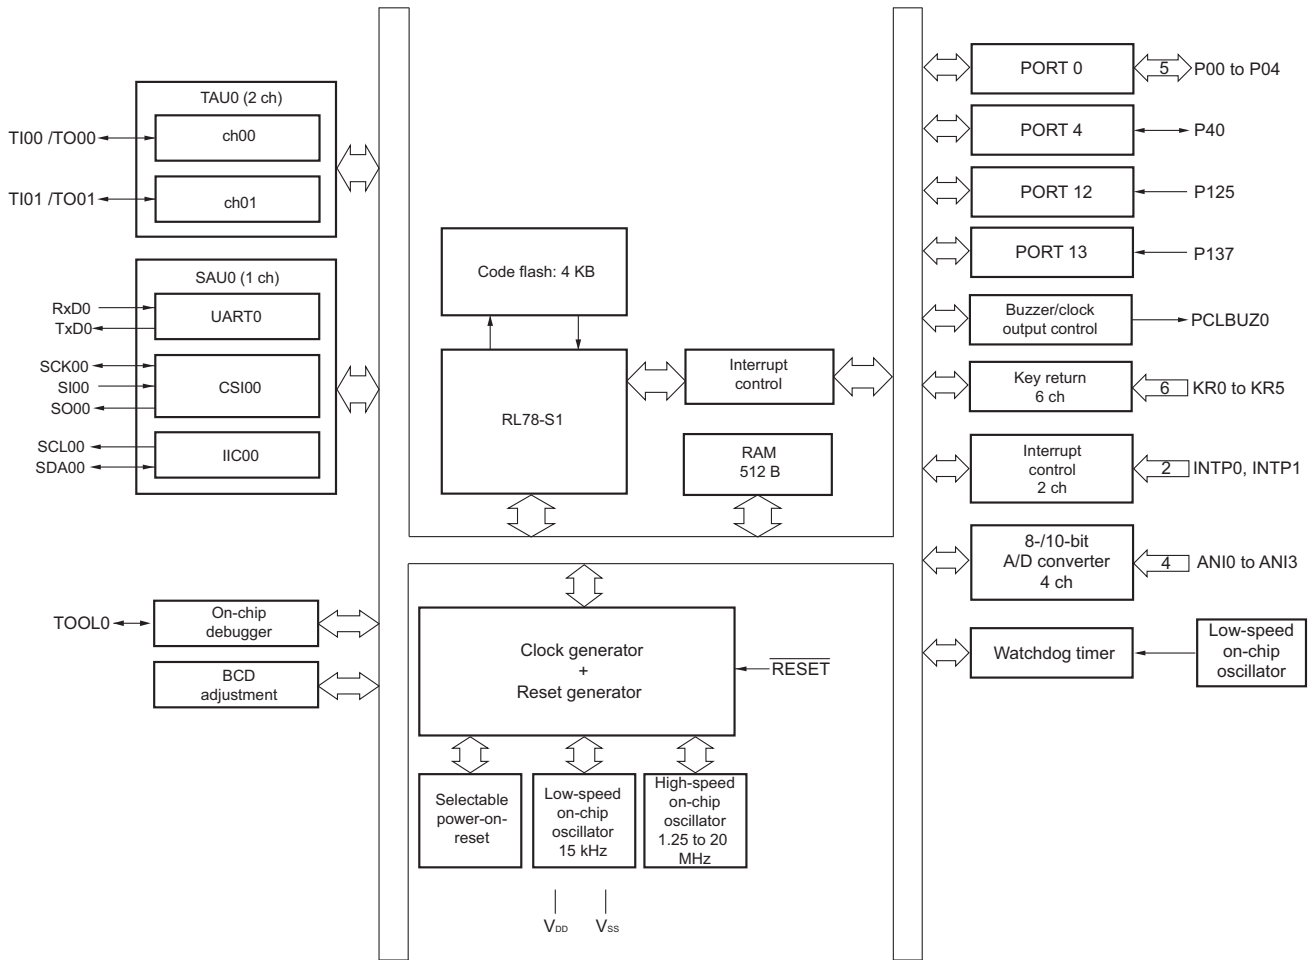 TAU0 (2 ch)
ch00
TI00 /TO00
ch01
TI01 /TO01
SAU0 (1 ch)
UART0
RxD0
TxD0
CSI00
SCK00
SI00
SO00
IIC00
SCL00
SDA00
TOOL0
On-chip
debugger
BCD
adjustment
Code flash: 4 KB
RL78-S1
Interrupt
control
RAM
512 B
Clock generator
+
Reset generator
RESET
Selectable
power-on-
reset
Low-speed
on-chip
oscillator
15 kHz
High-speed
on-chip
oscillator
1.25 to 20
MHz
VDD
VSS
PORT 0
5
P00 to P04
PORT 4
P40
PORT 12
P125
PORT 13
P137
Buzzer/clock
output control
PCLBUZ0
Key return
6 ch
6
KR0 to KR5
Interrupt
control
2 ch
2
INTP0, INTP1
8-/10-bit
A/D converter
4 ch
4
ANI0 to ANI3
Watchdog timer
Low-speed
on-chip
oscillator